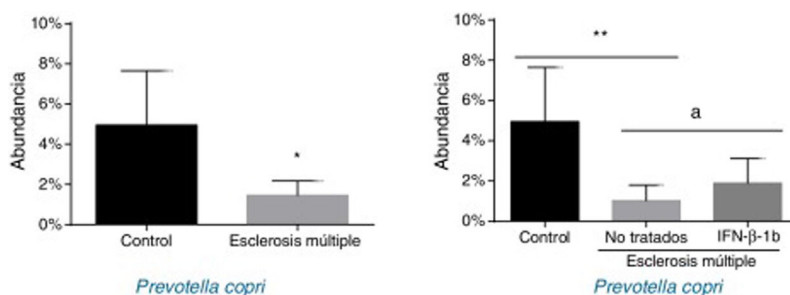 10%
8%
6%
4%
2%
0%
Abundancia
*
Control
Esclerosis múltiple
Prevotella copri
10%
8%
6%
4%
2%
0%
Abundancia
**
a
Control
No tratados
IFN-β-1b
Esclerosis múltiple
Prevotella copri